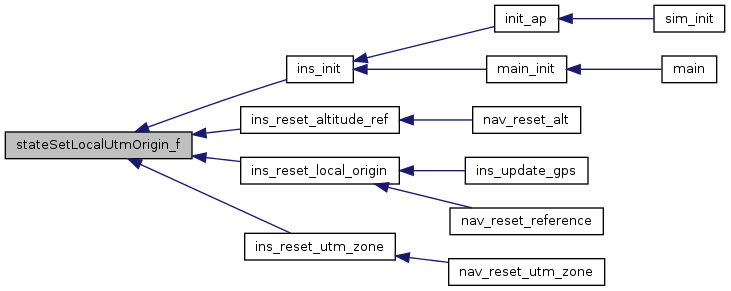 init_ap
sim_init
ins_init
main_init
main
ins_reset_altitude_ref
nav_reset_alt
stateSetLocalUtmOrigin_f
ins_reset_local_origin
ins_update_gps
nav_reset_reference
ins_reset_utm_zone
nav_reset_utm_zone